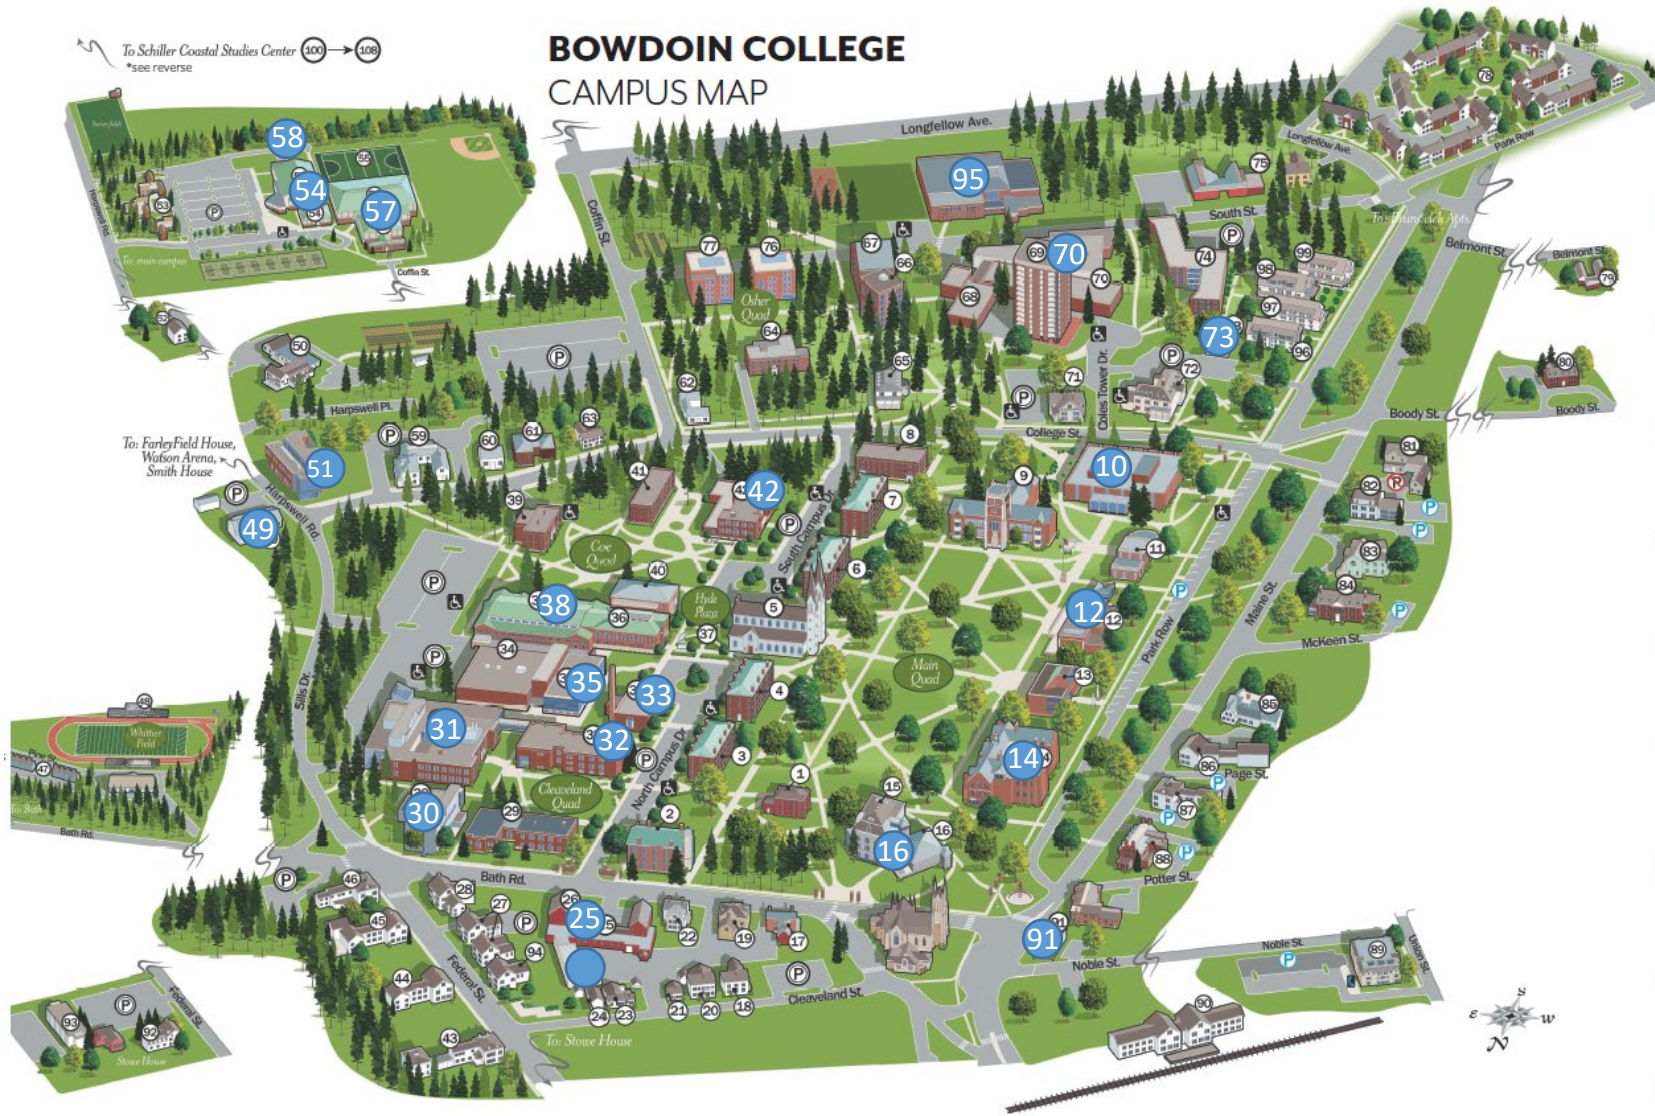 BOWDOIN COLLEGE
CAMPUS MAP
To Schiller Coastal Studies Center 100 → 108
*see reverse
58
55
54
57
53
P
Harpswell Rd.
To: main campus
Coffin St.
Longfellow Ave.
Coffin St.
95
75
78
Longfellow Ave.
Park Row
South St.
Belmont St.
Belmont St.
79
77
76
67
66
69
70
70
68
74
P
98
99
97
96
73
Osher
Quad
64
65
62
71
P
72
P
Coles Tower Dr.
College St.
Boody St.
Boody St.
80
50
P
Harpswell Pl.
To: FarleyField House,
Watson Arena,
Smith House
51
P
59
60
61
63
P
49
Harpswell Rd.
39
41
42
8
7
9
10
81
82
P
P
83
84
P
McKeen St.
Coe
Quad
P
South Campus Dr.
6
11
P
12
12
Maine St.
Park Row
P
38
40
36
Hyde
Plaza
37
5
Main
Quad
13
34
35
33
4
P
Sills Dr.
31
32
P
3
North Campus Dr.
14
85
86
Page St.
P
87
P
88
P
Potter St.
Whittier
Field
47
Bath Rd.
30
29
Cleaveland
Quad
2
1
15
16
16
Bath Rd.
P
46
45
44
43
28
27
94
P
26
25
22
19
17
24
23
21
20
18
P
Cleaveland St.
Federal St.
To: Stowe House
91
Noble St.
Noble St.
P
89
Union St.
90
93
P
92
Federal St.
Stowe House
S
E
W
N